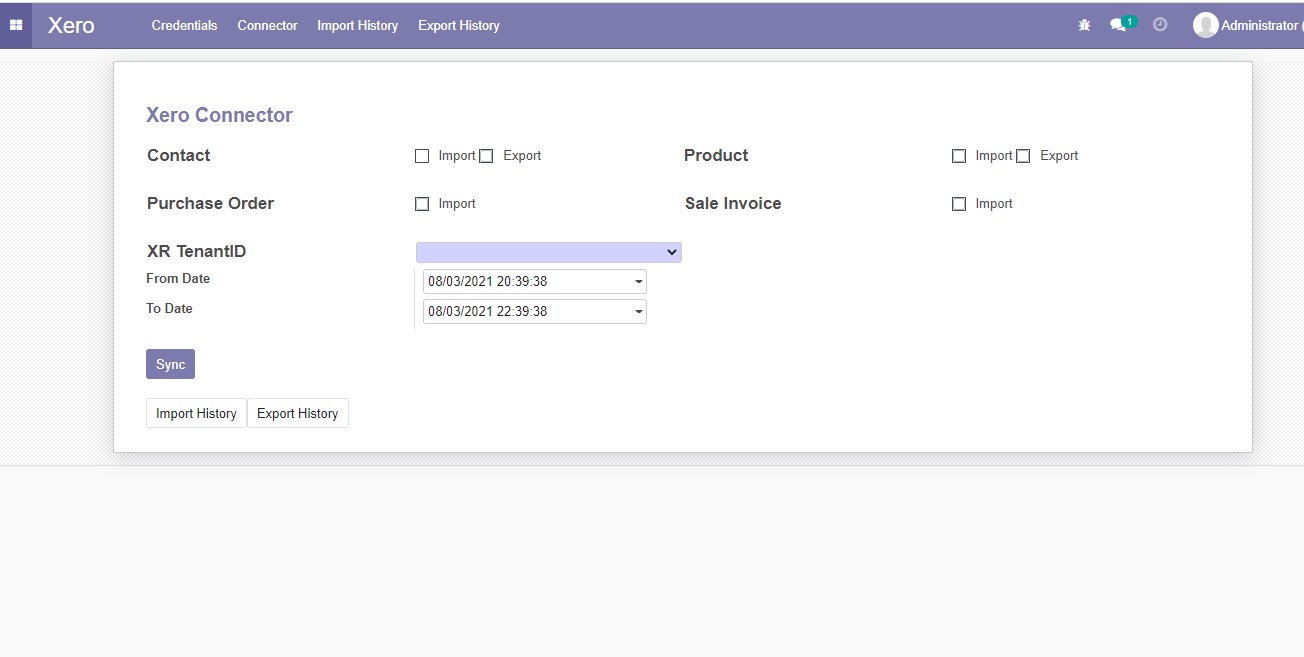 Xero Credentials Connector Import History Export History 1 Administrator (
Xero Connector
Contact Import Export Product Import Export
Purchase Order Import Sale Invoice Import
XR TenantID
From Date 08/03/2021 20:39:38
To Date 08/03/2021 22:39:38
Sync
Import History Export History